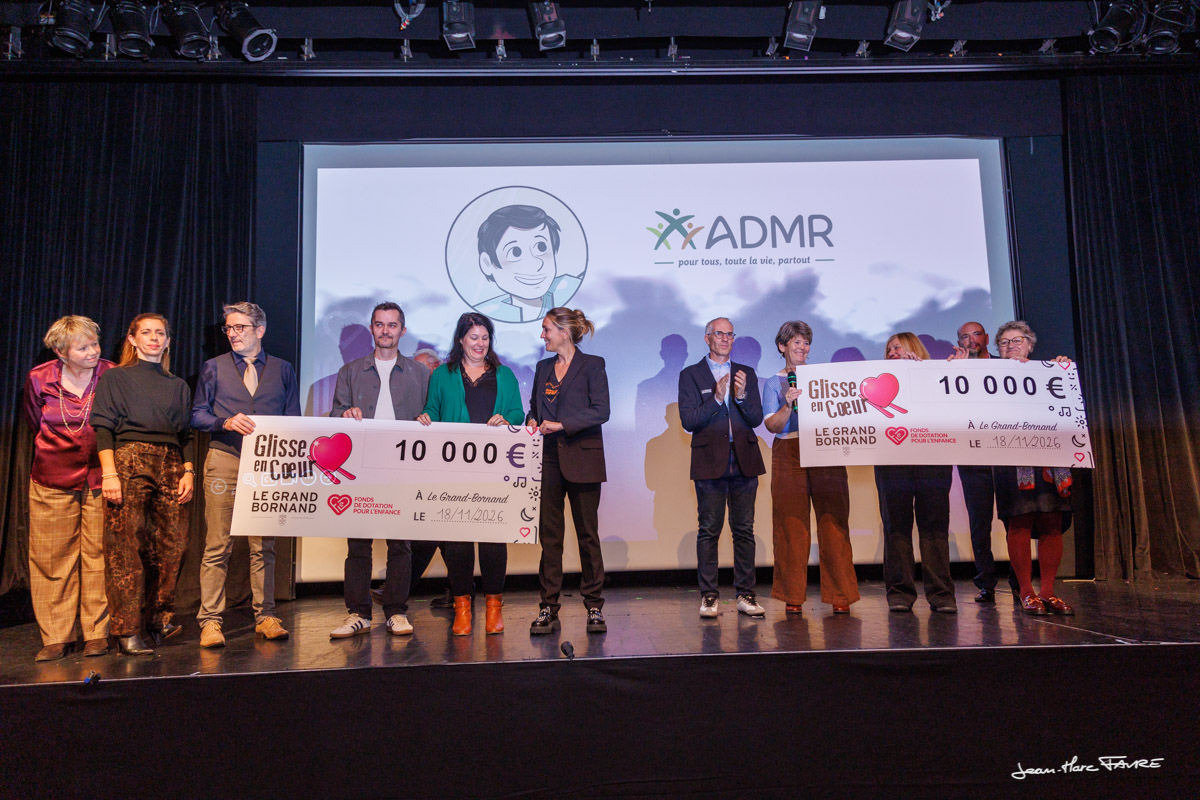 ADMR
pour tous, toute la vie, partout
Glisse
en Cœur
LE GRAND
BORNAND
10 000 €
FONDS
DE DOTATION
POUR L'ENFANCE
À Le Grand-Bornand
LE 18/11/2026
Glisse
en Cœur
LE GRAND
BORNAND
10 000 €
FONDS DE DOTATION
POUR L'ENFANCE
À Le Grand-Bornand
LE 18/11/2026
Jean-Marc FAVRE